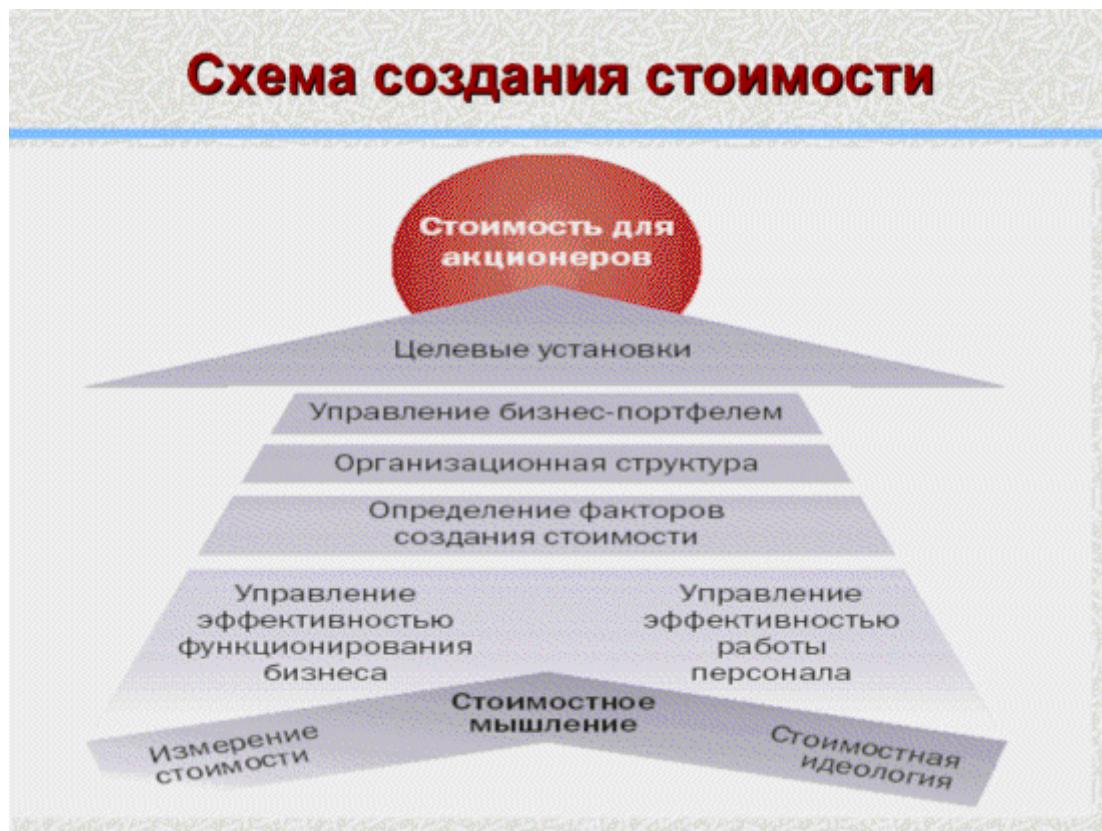 Схема создания стоимости
Стоимость для
акционеров
Целевые установки
Управление бизнес-портфелем
Организационная структура
Определение факторов
создания стоимости
Управление
эффективностью
функционирования
бизнеса
Управление
эффективностью
работы
персонала
Стоимостное
мышление
Измерение
стоимости
Стоимостная
идеология